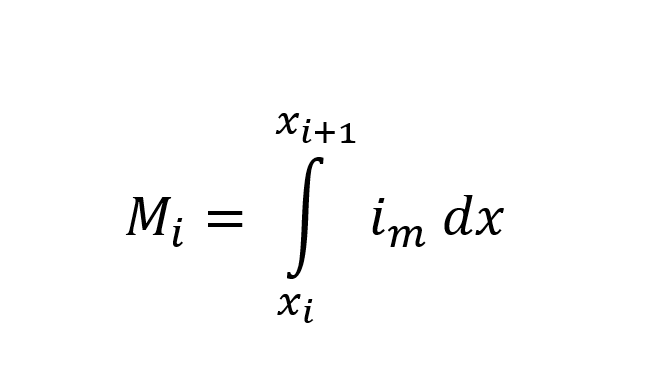 M_i = ∫_{x_i}^{x_{i+1}} i_m dx